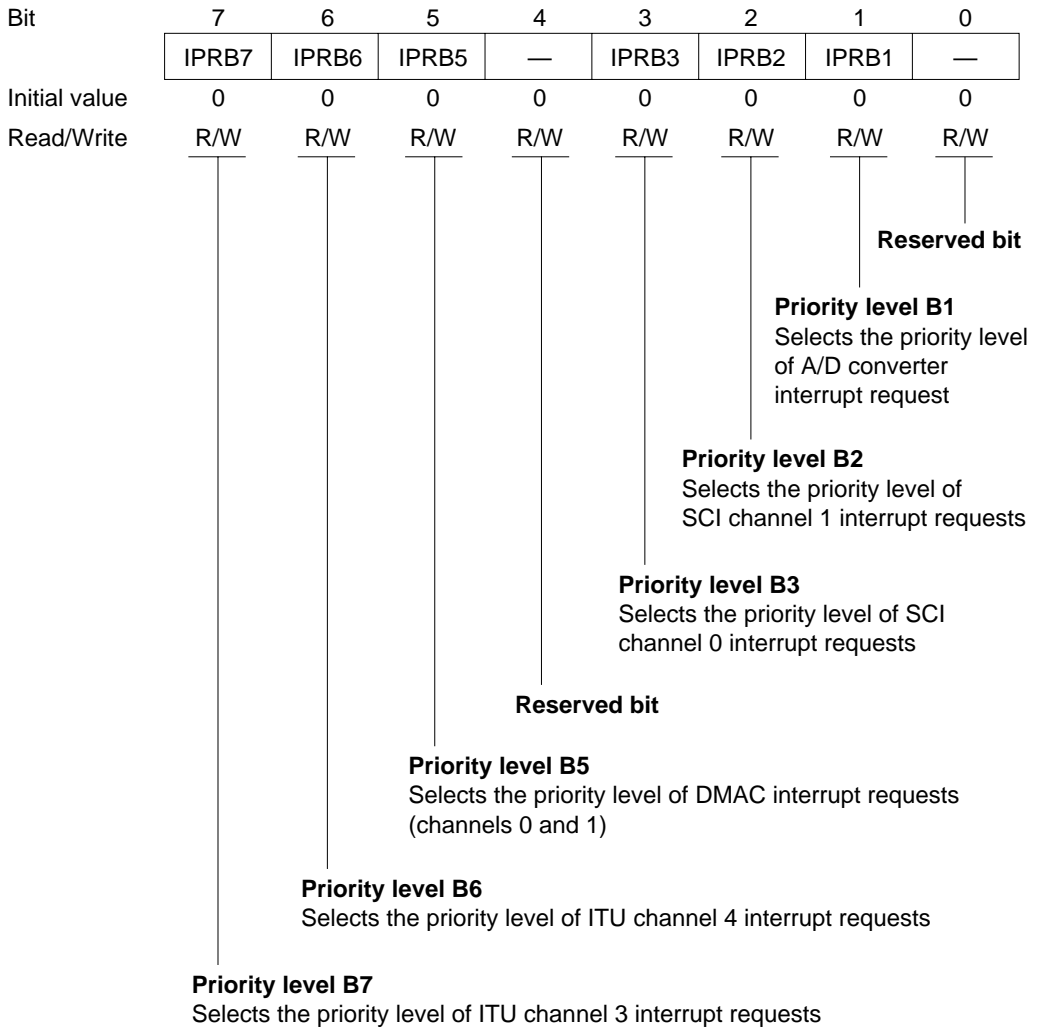 Bit 7 6 5 4 3 2 1 0
IPRB7 IPRB6 IPRB5 — IPRB3 IPRB2 IPRB1 —
Initial value 0 0 0 0 0 0 0 0
Read/Write R/W R/W R/W R/W R/W R/W R/W R/W
Reserved bit
Priority level B1
Selects the priority level
of A/D converter
interrupt request
Priority level B2
Selects the priority level of
SCI channel 1 interrupt requests
Priority level B3
Selects the priority level of SCI
channel 0 interrupt requests
Reserved bit
Priority level B5
Selects the priority level of DMAC interrupt requests
(channels 0 and 1)
Priority level B6
Selects the priority level of ITU channel 4 interrupt requests
Priority level B7
Selects the priority level of ITU channel 3 interrupt requests